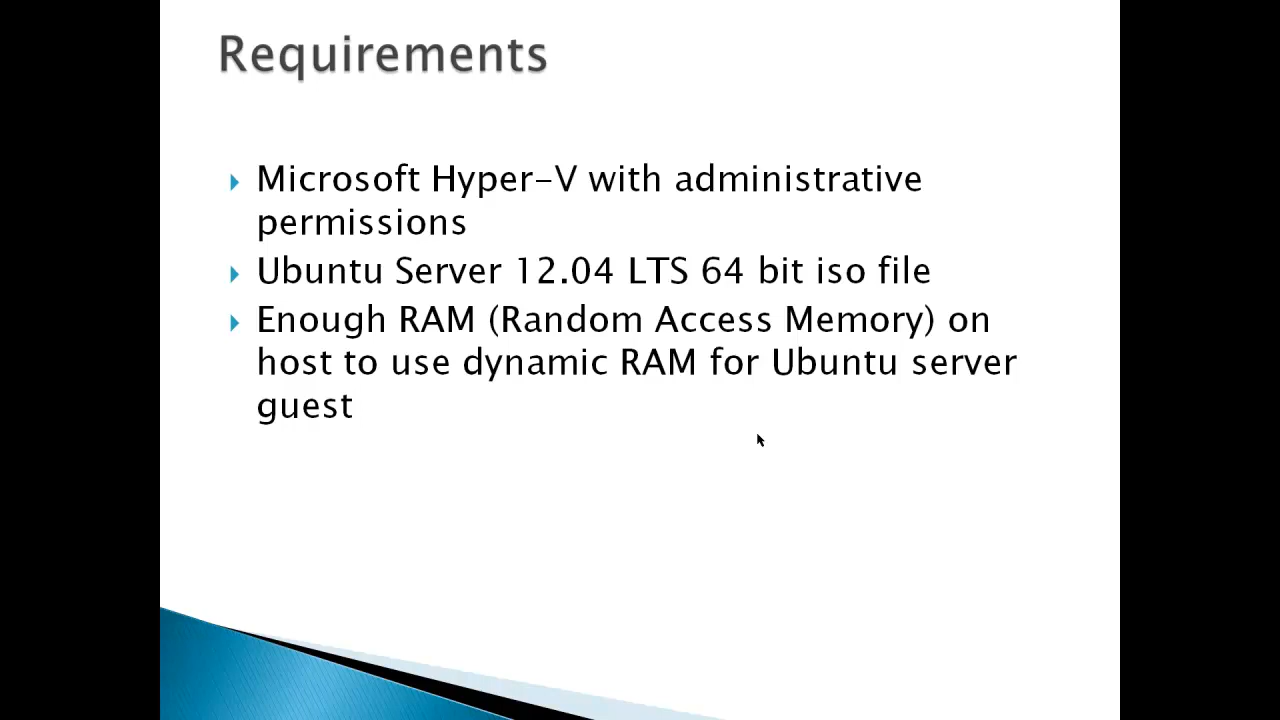 Requirements
Microsoft Hyper-V with administrative
permissions
Ubuntu Server 12.04 LTS 64 bit iso file
Enough RAM (Random Access Memory) on
host to use dynamic RAM for Ubuntu server
guest